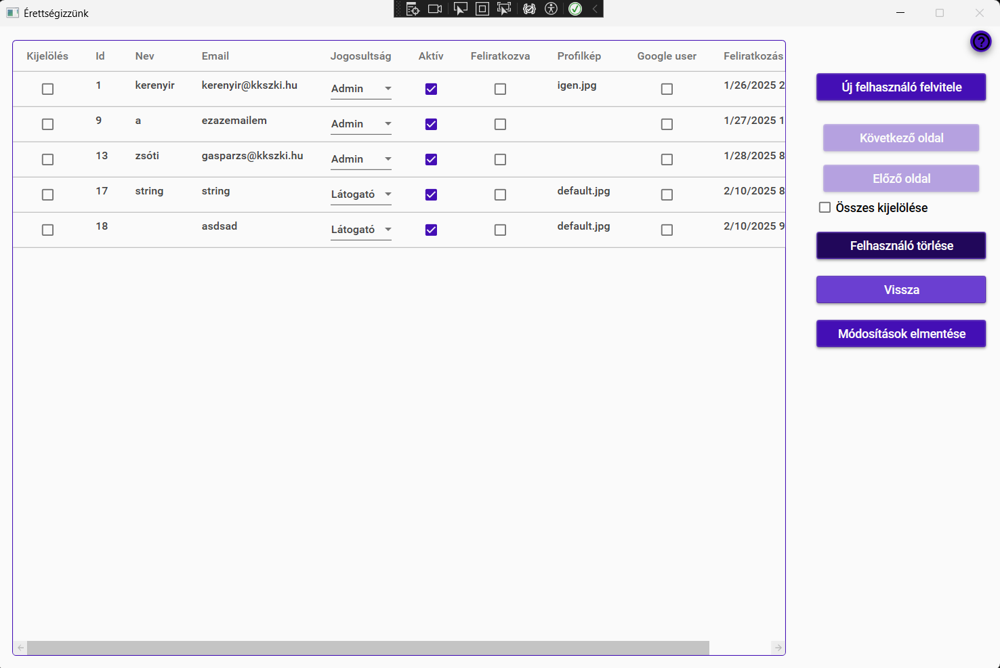 Érettségizzünk
Kijelölés Id Nev Email Jogosultság Aktív Feliratkozva Profilkép Google user Feliratkozás
1 kerenyir kerenyir@kkszki.hu Admin igen.jpg 1/26/2025 2
9 a ezazemailem Admin 1/27/2025 1
13 zsóti gasparzs@kkszki.hu Admin 1/28/2025 8
17 string string Látogató default.jpg 2/10/2025 8
18 asdsad Látogató default.jpg 2/10/2025 9
?
Új felhasználó felvitele
Következő oldal
Előző oldal
Összes kijelölése
Felhasználó törlése
Vissza
Módosítások elmentése